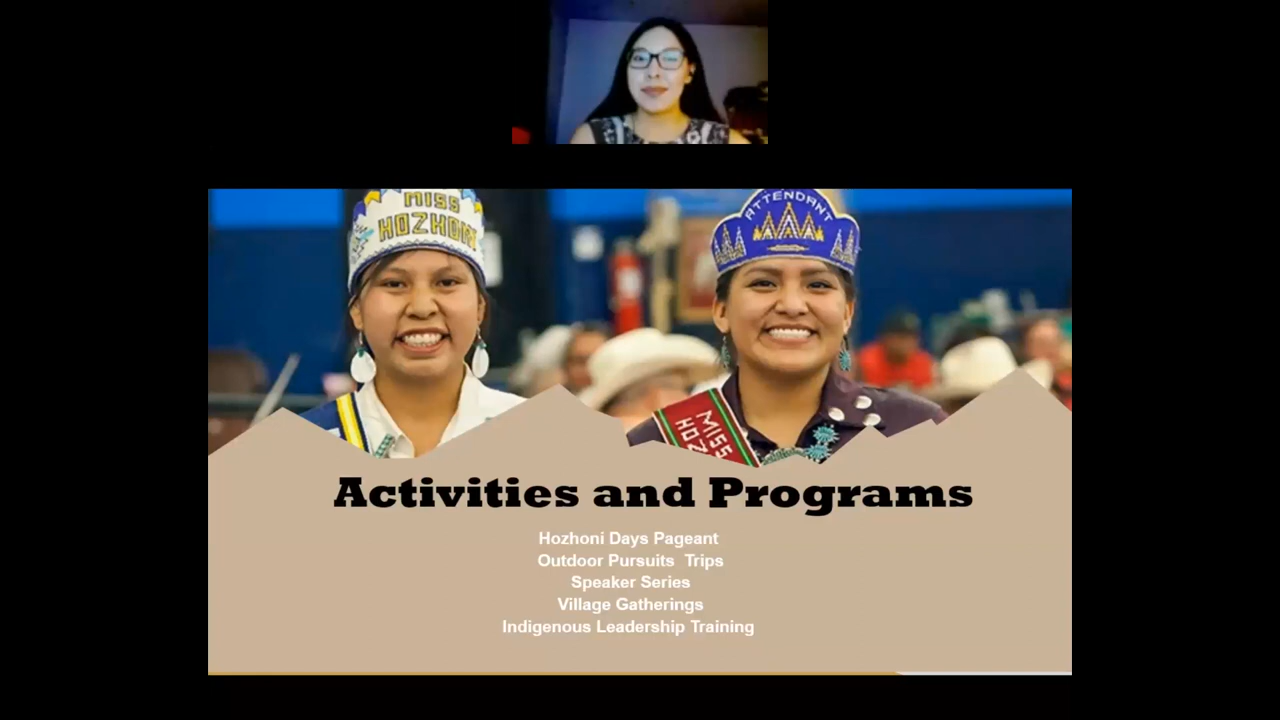 MISS
HOZHONI
ATTENDANT
MISS
HOZ
Activities and Programs
Hozhoni Days Pageant
Outdoor Pursuits Trips
Speaker Series
Village Gatherings
Indigenous Leadership Training